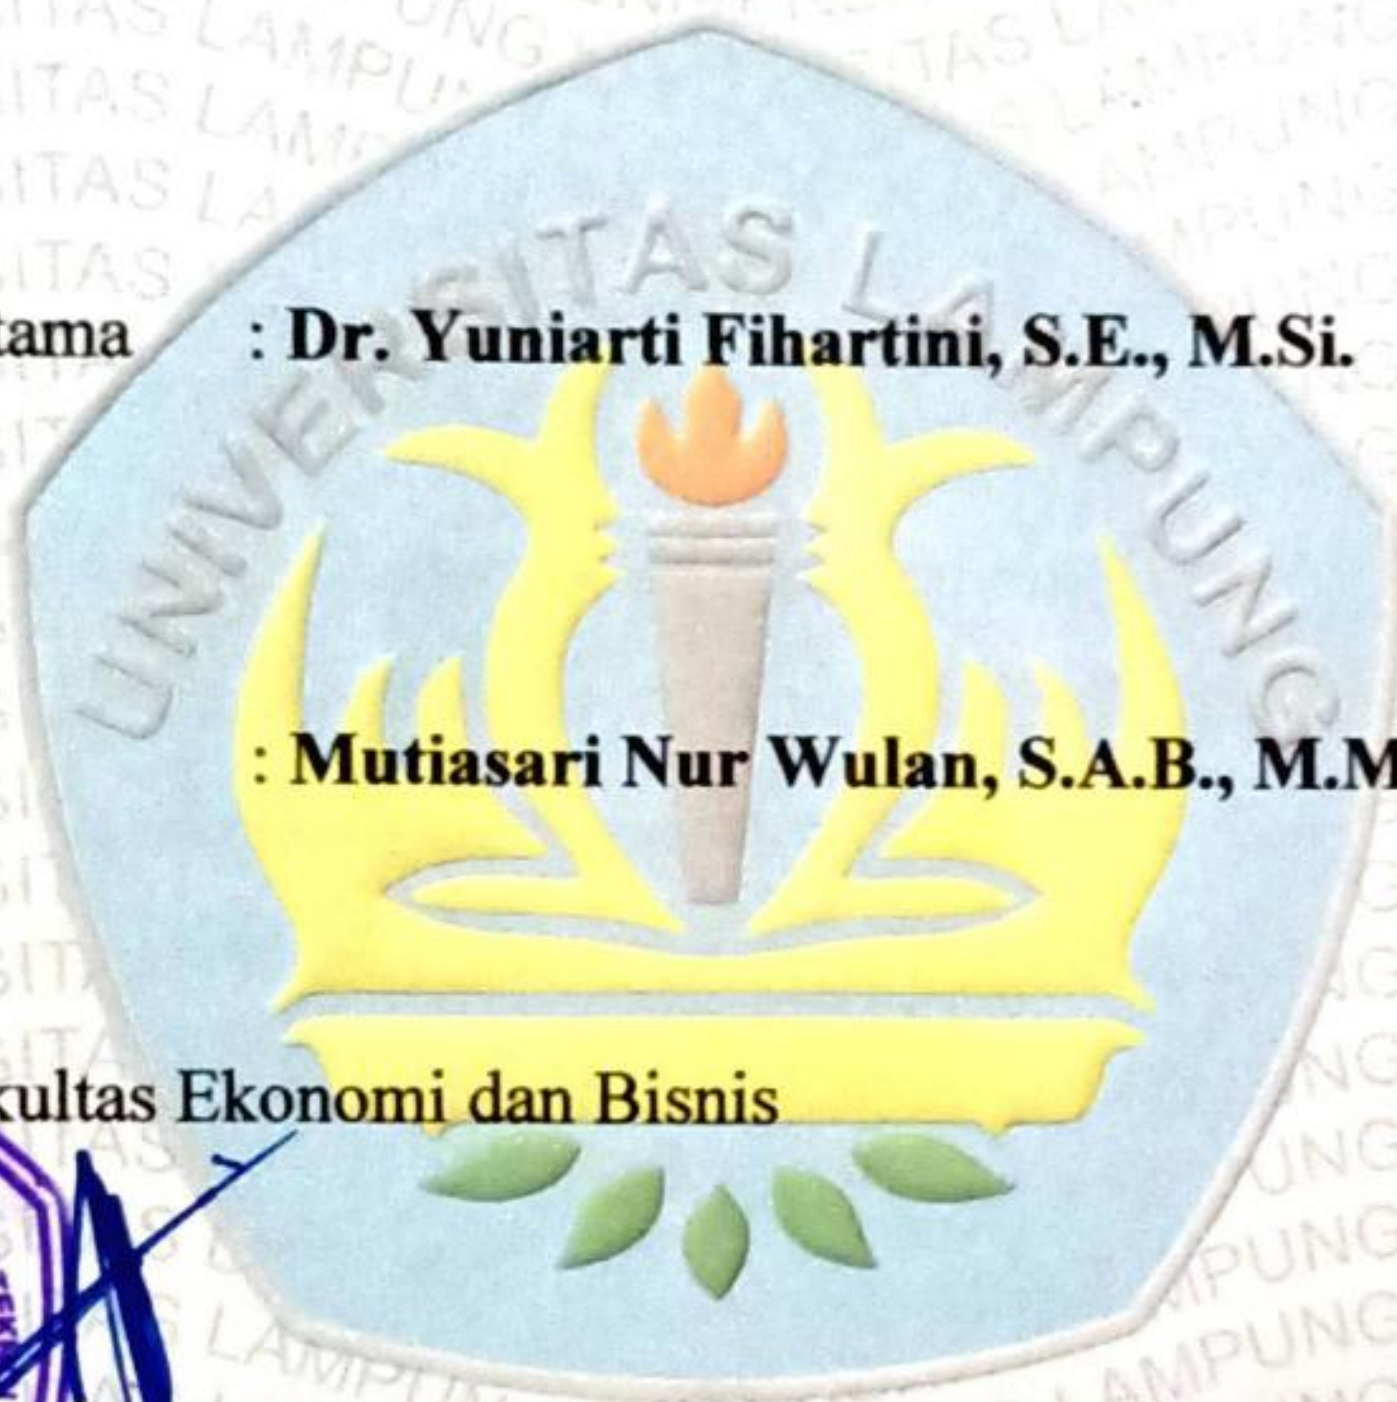 UNIVERSITAS LAMPUNG
tama : Dr. Yuniarti Fihartini, S.E., M.Si.
: Mutiasari Nur Wulan, S.A.B., M.M
kultas Ekonomi dan Bisnis